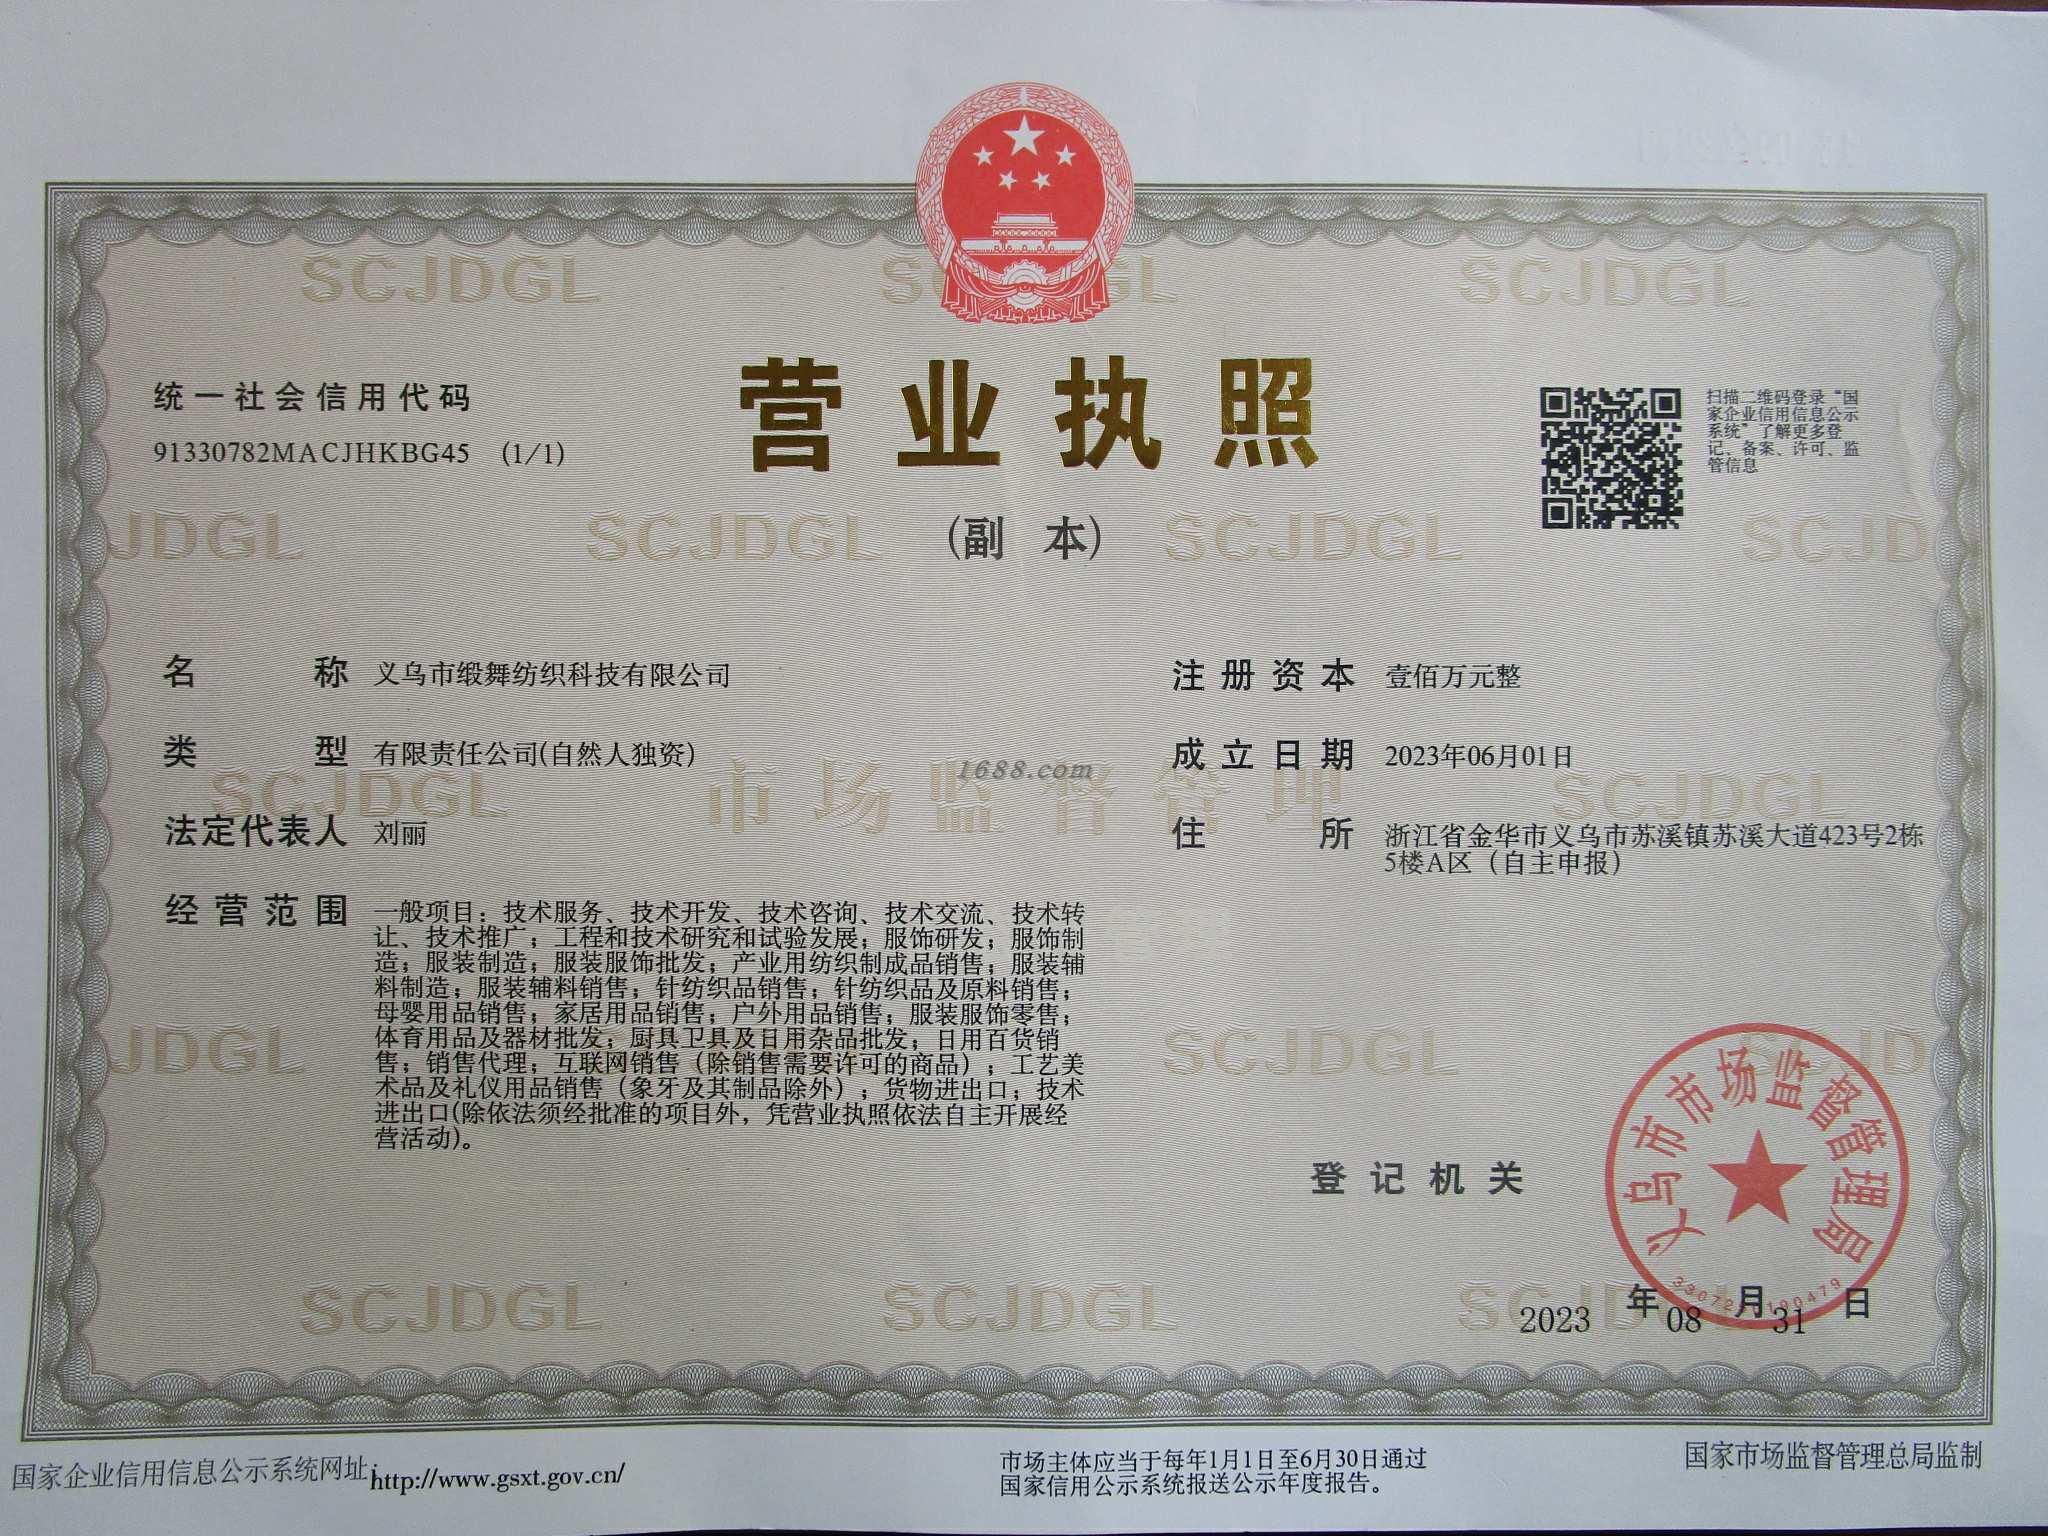 营业执照
(副 本)
统一社会信用代码
91330782MACJHKBG45 (1/1)
扫描二维码登录“国
家企业信用信息公示
系统”了解更多登
记、备案、许可、监
管信息
名 称 义乌市缎舞纺织科技有限公司
类 型 有限责任公司(自然人独资)
法定代表人 刘丽
经营范围 一般项目：技术服务、技术开发、技术咨询、技术交流、技术转
让、技术推广；工程和技术研究和试验发展；服饰研发；服饰制
造；服装制造；服装服饰批发；产业用纺织制成品销售；服装辅
料制造；服装辅料销售；针纺织品销售；针纺织品及原料销售；
母婴用品销售；家居用品销售；户外用品销售；服装服饰零售；
体育用品及器材批发；厨具卫具及日用杂品批发；日用百货销
售；销售代理；互联网销售（除销售需要许可的商品）；工艺美
术品及礼仪用品销售（象牙及其制品除外）；货物进出口；技术
进出口(除依法须经批准的项目外，凭营业执照依法自主开展经
营活动)。
注册资本 壹佰万元整
成立日期 2023年06月01日
住 所 浙江省金华市义乌市苏溪镇苏溪大道423号2栋
5楼A区（自主申报）
登记机关
义乌市市场监督管理局
2023 年 08 月 31 日
SCJDGL
市场监督管理
1688.com
国家企业信用信息公示系统网址：http://www.gsxt.gov.cn/
市场主体应当于每年1月1日至6月30日通过
国家信用公示系统报送公示年度报告。
国家市场监督管理总局监制